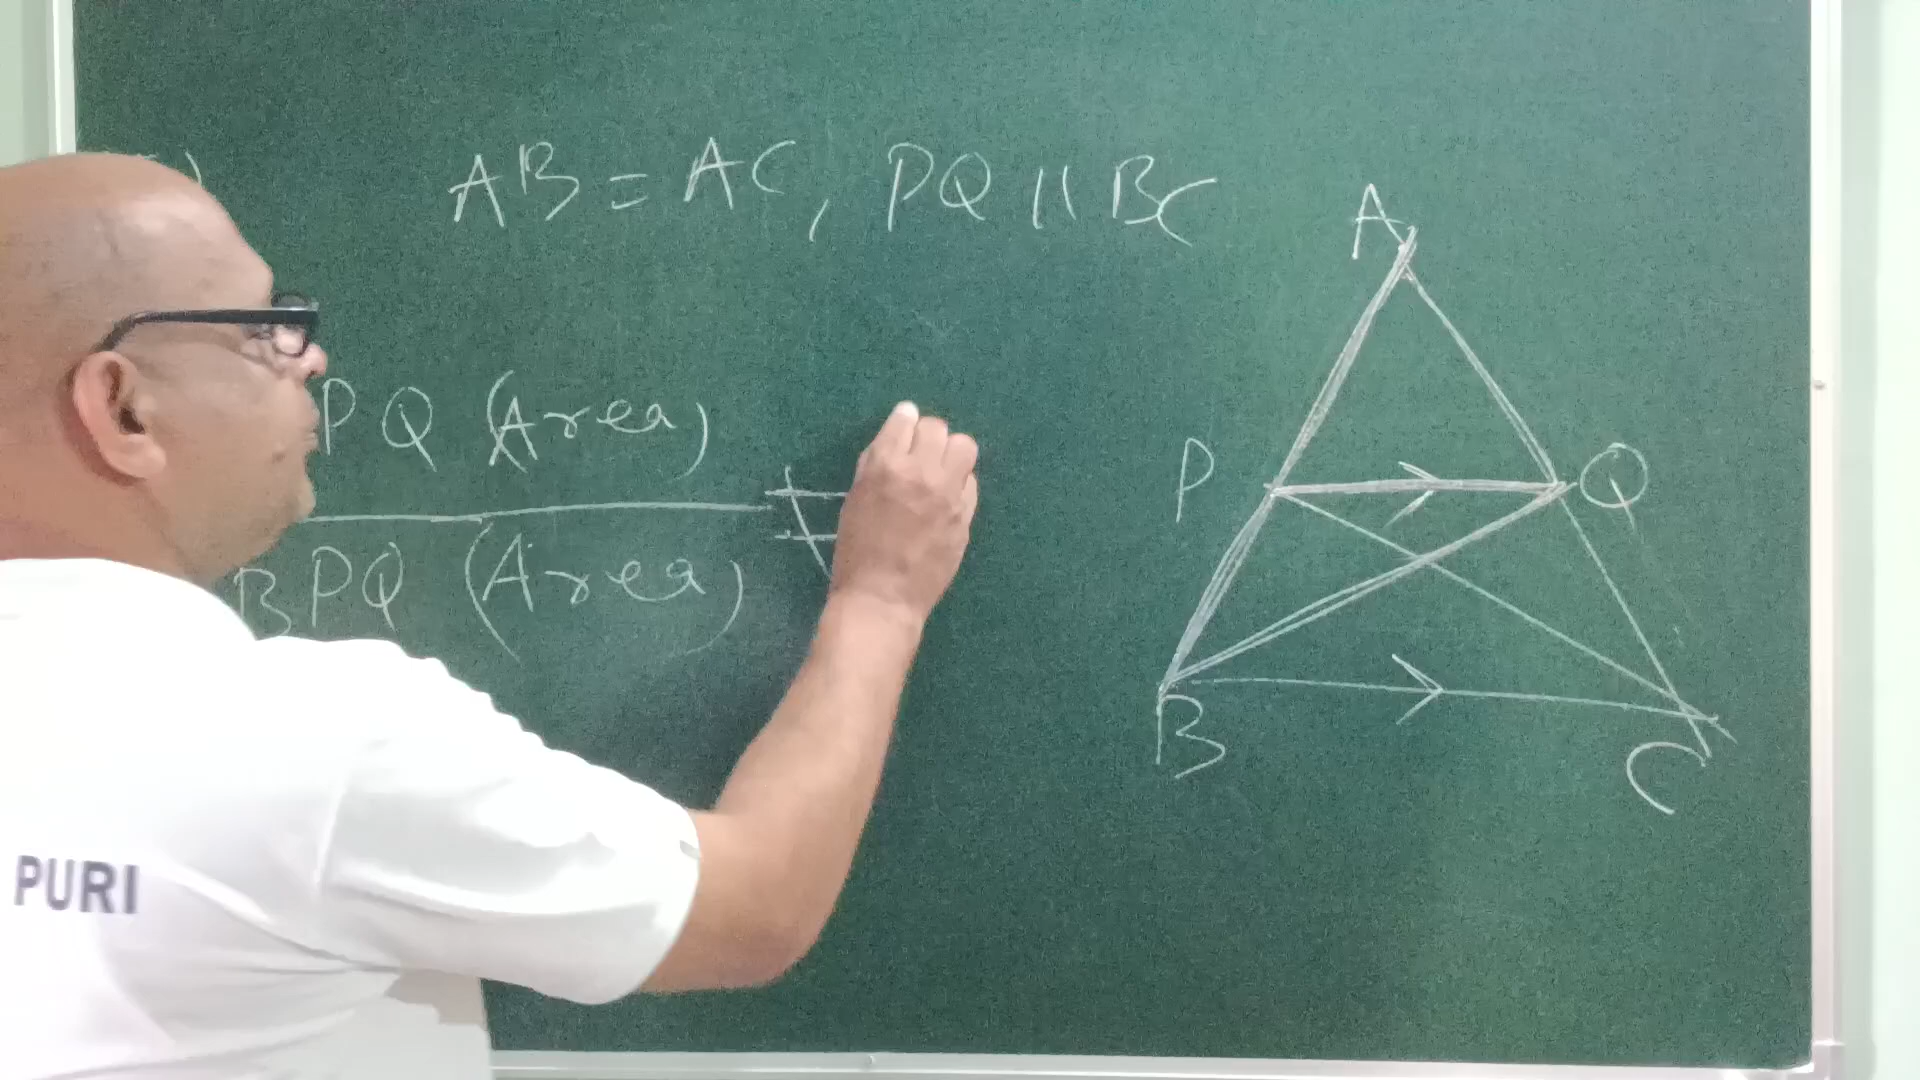 AB = AC, PQ || BC
A
PQ (Area)
P
Q
BPQ (Area)
B
C
PURI